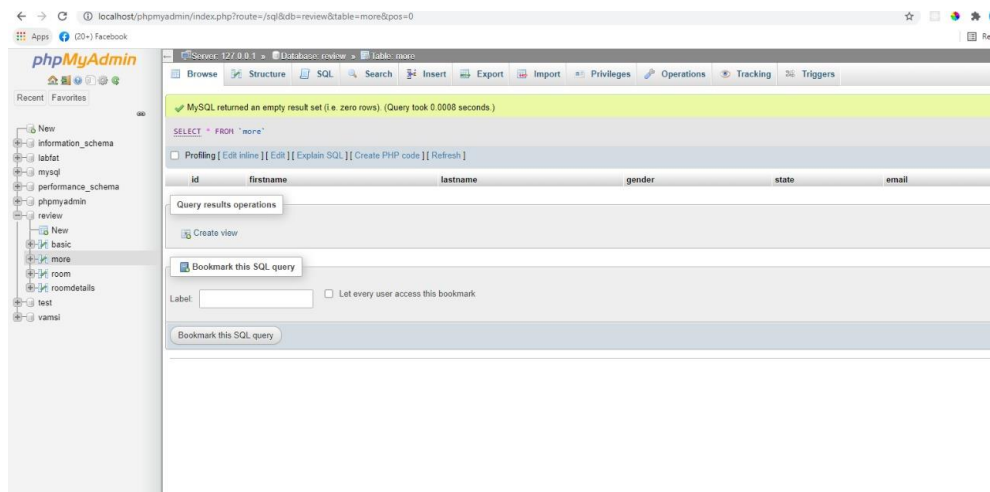 localhost/phpmyadmin/index.php?route=/sql&db=review&table=more&pos=0
Apps (20+) Facebook Re
phpMyAdmin
Recent Favorites
New
information_schema
labfat
mysql
performance_schema
phpmyadmin
review
New
basic
more
room
roomdetails
test
vamsi
Server: 127.0.0.1 » Database: review » Table: more
Browse Structure SQL Search Insert Export Import Privileges Operations Tracking Triggers
MySQL returned an empty result set (i.e. zero rows). (Query took 0.0008 seconds.)
SELECT * FROM `more`
Profiling [ Edit inline ] [ Edit ] [ Explain SQL ] [ Create PHP code ] [ Refresh ]
id firstname lastname gender state email
Query results operations
Create view
Bookmark this SQL query
Label: Let every user access this bookmark
Bookmark this SQL query